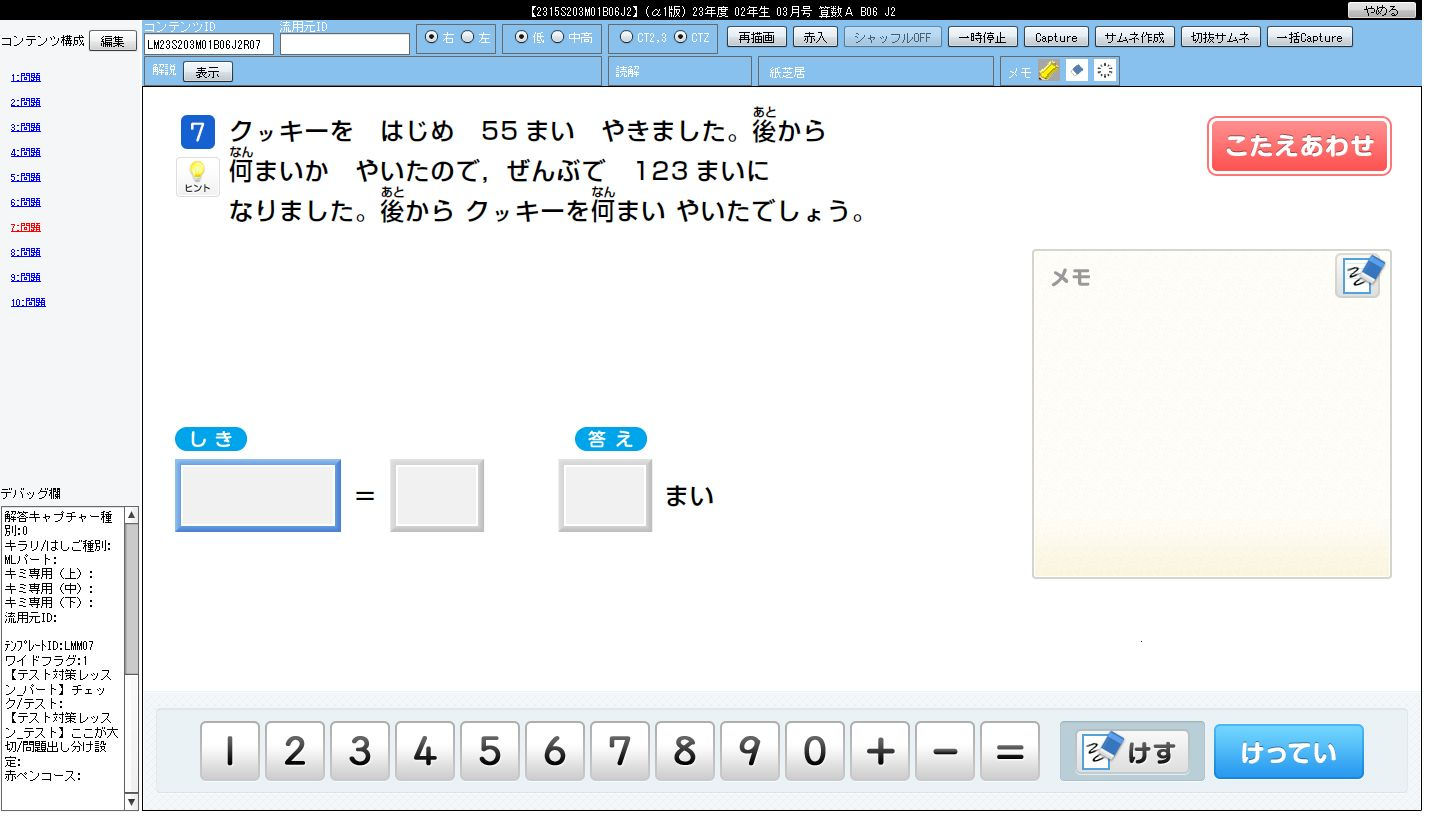 【2315S203M01B06J2】(α1版) 23年度 02年生 03月号 算数A B06 J2
やめる
コンテンツ構成
編集
1:問題
2:問題
3:問題
4:問題
5:問題
6:問題
7:問題
8:問題
9:問題
10:問題
コンテンツID
流用元ID
LM23S203M01B06J2R07
右 左
低 中高
CT2,3 CTZ
再描画
赤入
シャッフルOFF
一時停止
Capture
サムネ作成
切抜サムネ
一括Capture
解説
表示
読解
紙芝居
メモ
7
あと
クッキーを はじめ 55まい やきました。後から
ヒント
なん
何まいか やいたので,ぜんぶで 123まいに
あと なん
なりました。後から クッキーを何まい やいたでしょう。
こたえあわせ
メモ
しき
答え
=
まい
デバッグ欄
解答キャプチャー種
別:0
キラリ/はしご種別:
MLパート:
キミ専用(上):
キミ専用(中):
キミ専用(下):
流用元ID:
テンプレートID:LMM07
ワイドフラグ:1
【テスト対策レッス
ン_パート】チェッ
ク/テスト:
【テスト対策レッス
ン_テスト】ここが大
切/問題出し分け設
定:
赤ペンコース:
1 2 3 4 5 6 7 8 9 0 + − =
けす
けってい